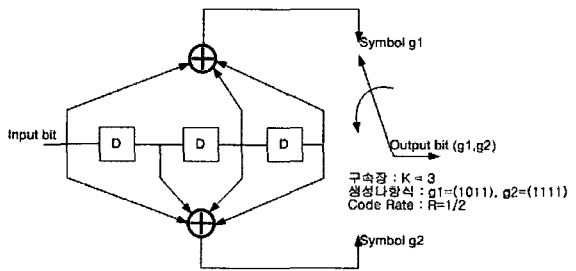 Symbol g1
Input bit
D
D
D
Output bit (g1,g2)
구속장 : K = 3
생성나항식 : g1=(1011), g2=(1111)
Code Rate : R=1/2
Symbol g2